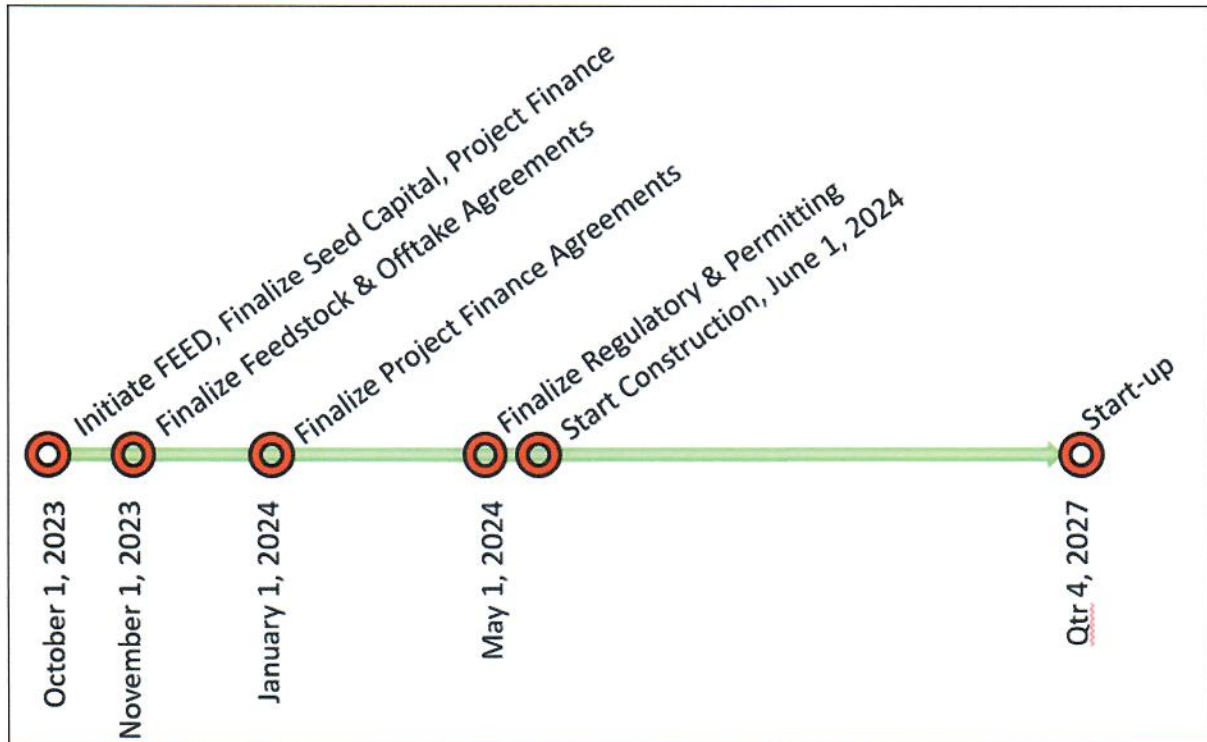 Initiate FEED, Finalize Seed Capital, Project Finance
Finalize Feedstock & Offtake Agreements
Finalize Project Finance Agreements
Finalize Regulatory & Permitting
Start Construction, June 1, 2024
Start-up
October 1, 2023
November 1, 2023
January 1, 2024
May 1, 2024
Qtr 4, 2027